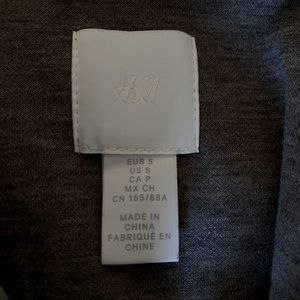 H&M
EUR S
US S
CA P
MX CH
CN 165/88A
MADE IN
CHINA
FABRIQUÉ EN
CHINE